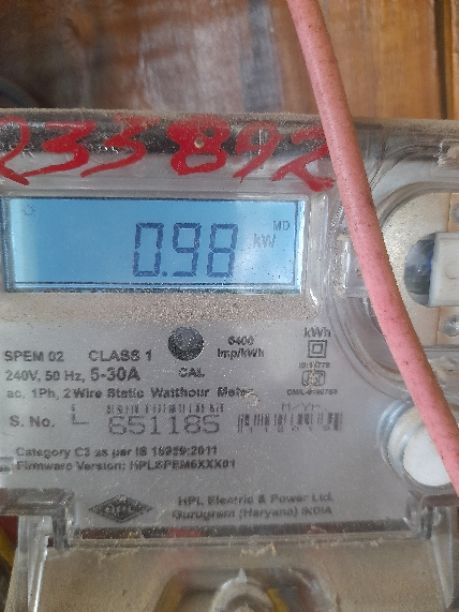 233892
MD
0.98 kW
6400
Imp/kWh
kWh
SPEM 02 CLASS 1
CAL
240V, 50 Hz, 5-30A
ac, 1Ph, 2 Wire Static Watthour Meter
S. No. 651185
Category C3 as per IS 15959:2011
Firmware Version: HPLSPEM6XXX01
HPL
HPL Electric & Power Ltd.
Gurugram (Haryana) INDIA